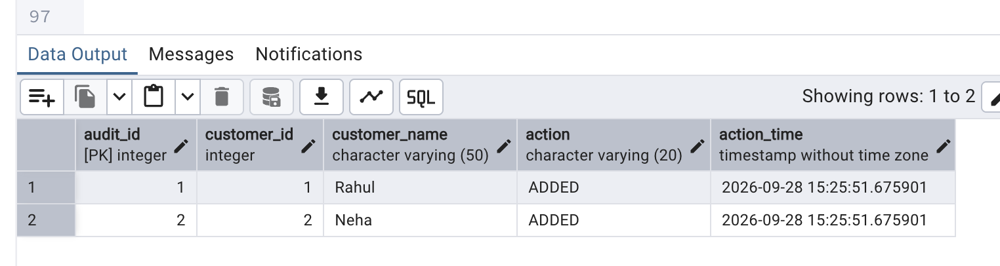 97
Data Output Messages Notifications
SQL Showing rows: 1 to 2
audit_id customer_id customer_name action action_time
[PK] integer integer character varying (50) character varying (20) timestamp without time zone
1 1 1 Rahul ADDED 2026-09-28 15:25:51.675901
2 2 2 Neha ADDED 2026-09-28 15:25:51.675901